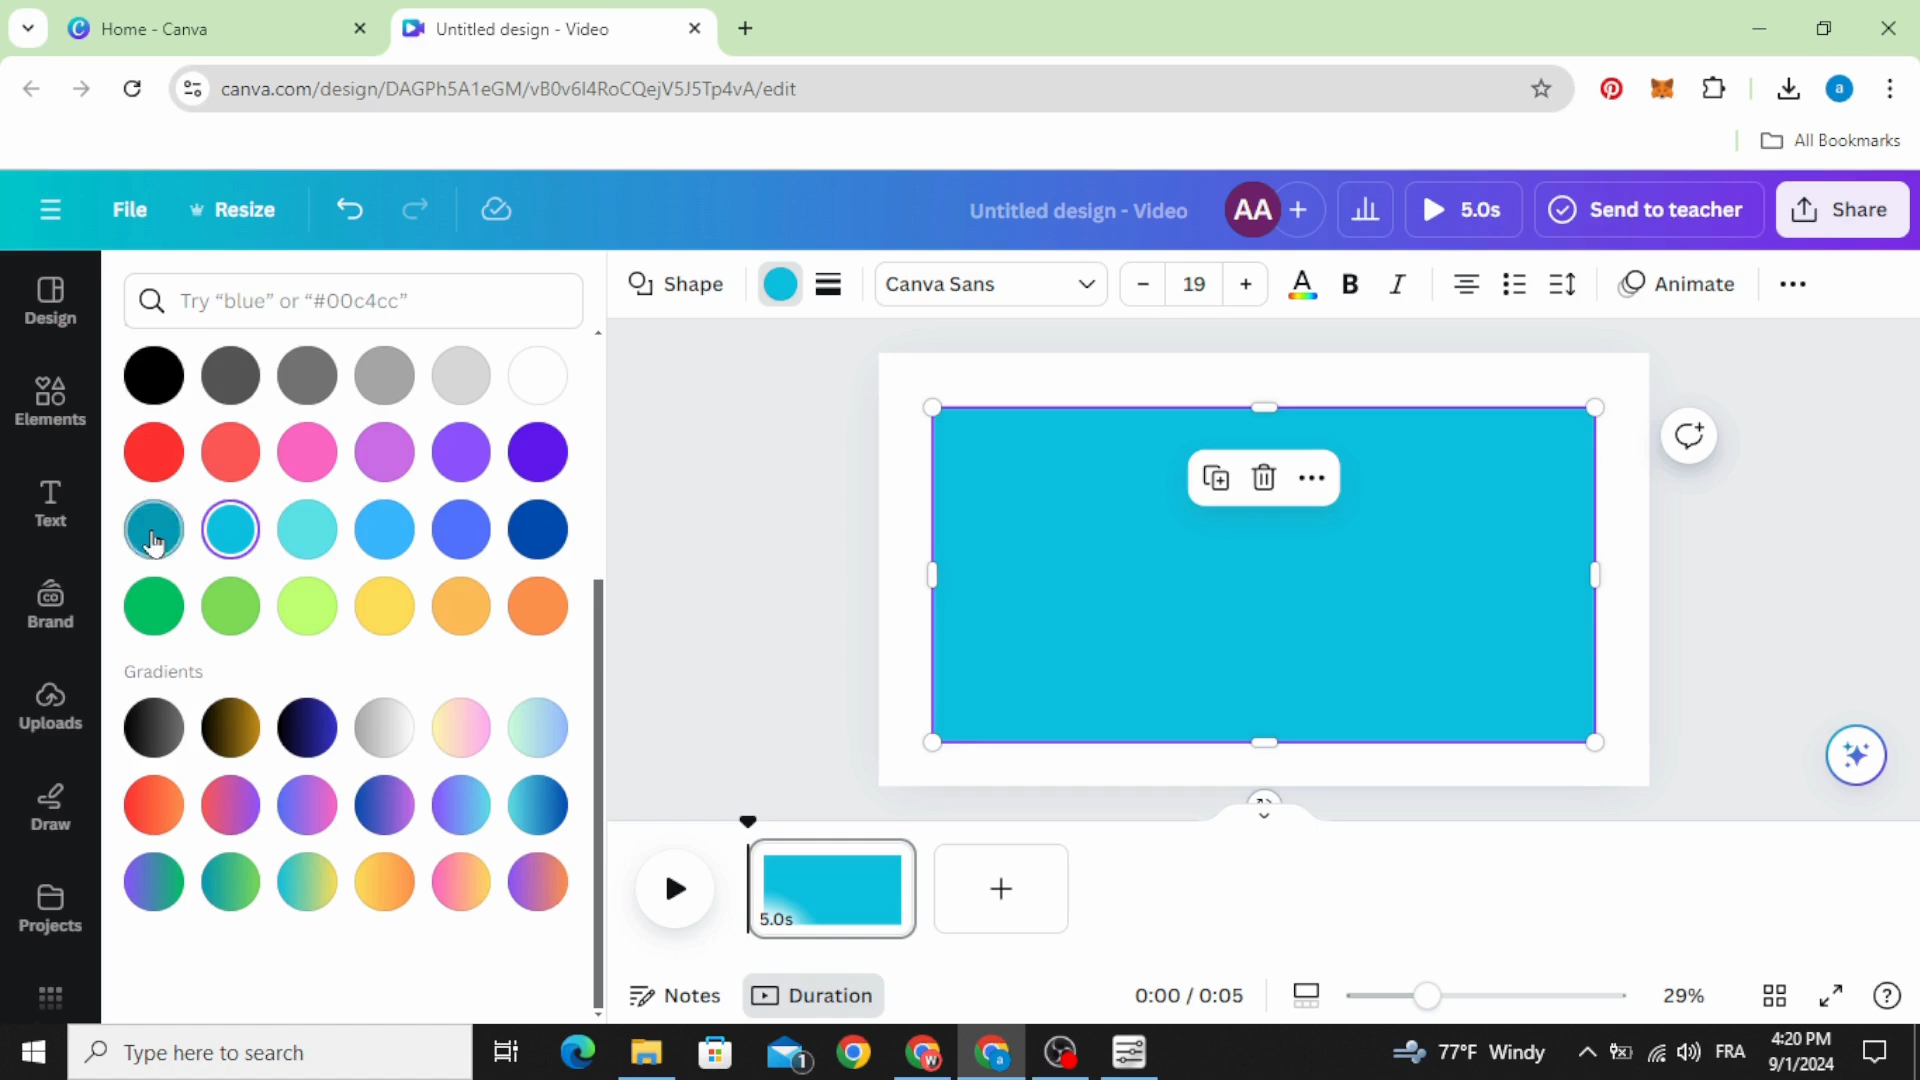 Home - Canva
Untitled design - Video
canva.com/design/DAGPh5A1eGM/vB0v6I4RoCQejV5J5Tp4vA/edit
a
All Bookmarks
File
Resize
Untitled design - Video
AA
5.0s
Send to teacher
Share
Design
Elements
Text
Brand
Uploads
Draw
Projects
Try “blue” or “#00c4cc”
Gradients
Shape
Canva Sans
19
Animate
5.0s
Notes
Duration
0:00 / 0:05
29%
Type here to search
1
77°F Windy
FRA
4:20 PM
9/1/2024